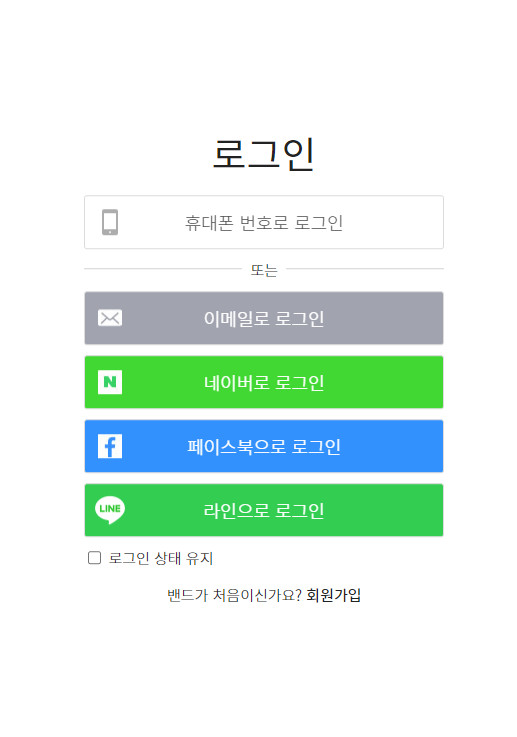 로그인
휴대폰 번호로 로그인
또는
이메일로 로그인
N
네이버로 로그인
f
페이스북으로 로그인
LINE
라인으로 로그인
로그인 상태 유지
밴드가 처음이신가요? 회원가입